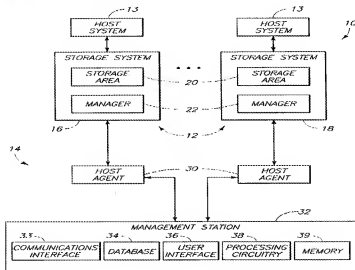 13
13
10
HOST SYSTEM
HOST SYSTEM
STORAGE SYSTEM
STORAGE SYSTEM
STORAGE AREA
20
STORAGE AREA
MANAGER
22
MANAGER
16
12
18
14
30
HOST AGENT
HOST AGENT
32
MANAGEMENT STATION
33
34
36
38
39
COMMUNICATIONS INTERFACE
DATABASE
USER INTERFACE
PROCESSING CIRCUITRY
MEMORY